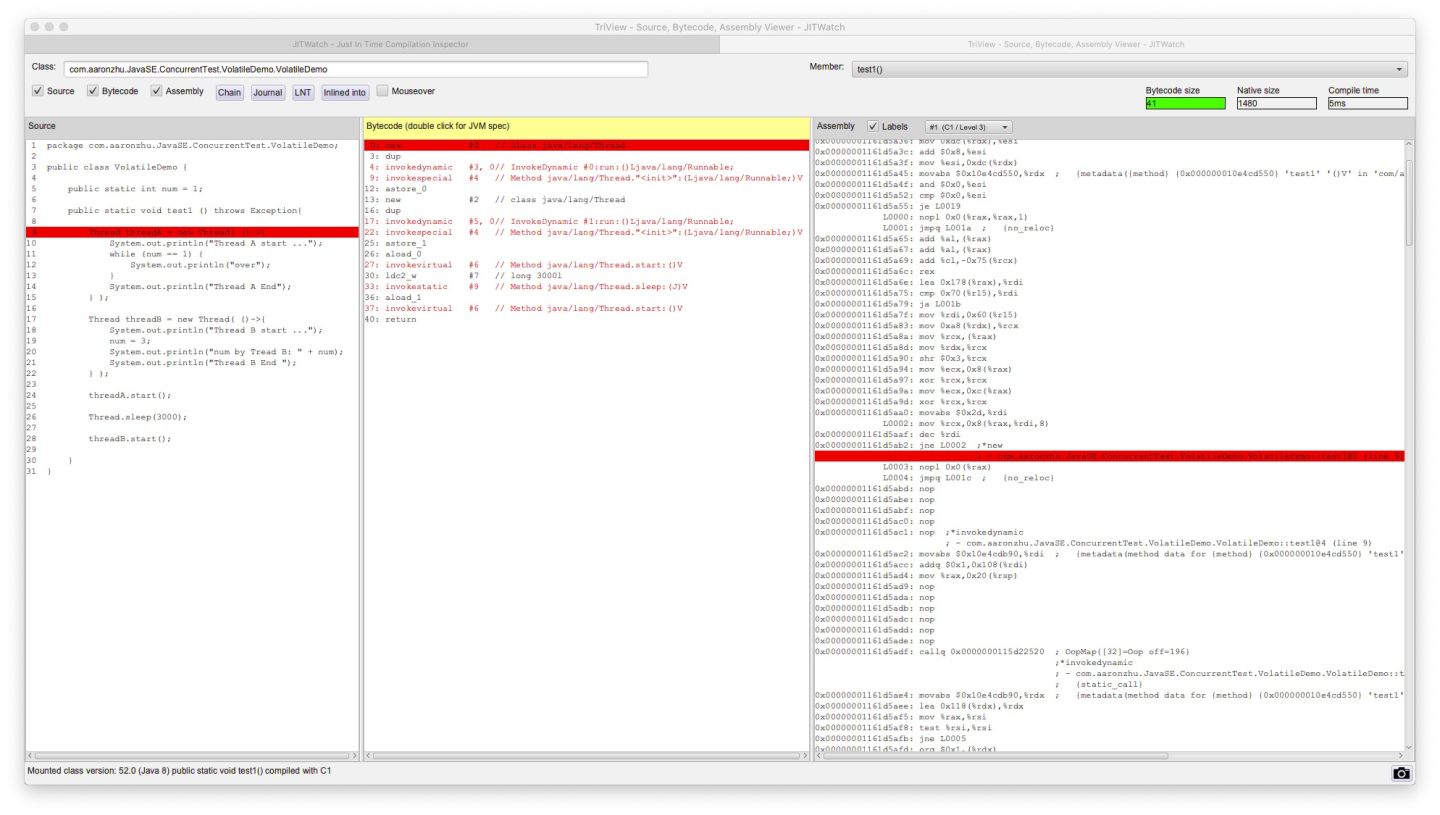 TriView - Source, Bytecode, Assembly Viewer - JITWatch
JITWatch - Just In Time Compilation Inspector
TriView - Source, Bytecode, Assembly Viewer - JITWatch
Class: com.aaronzhu.JavaSE.ConcurrentTest.VolatileDemo.VolatileDemo
Member: test1()
Source Bytecode Assembly Chain Journal LNT Inlined into Mouseover
Bytecode size Native size Compile time
41 1480 5ms
Source
1 package com.aaronzhu.JavaSE.ConcurrentTest.VolatileDemo;
2
3 public class VolatileDemo {
4
5 public static int num = 1;
6
7 public static void test1 () throws Exception{
8
9 Thread threadA = new Thread( ()->{
10 System.out.println("Thread A start ...");
11 while (num == 1) {
12 System.out.println("over");
13 }
14 System.out.println("Thread A End");
15 } );
16
17 Thread threadB = new Thread( ()->{
18 System.out.println("Thread B start ...");
19 num = 3;
20 System.out.println("num by Tread B: " + num);
21 System.out.println("Thread B End ");
22 } );
23
24 threadA.start();
25
26 Thread.sleep(3000);
27
28 threadB.start();
29
30 }
31 }
Bytecode (double click for JVM spec)
0: new #2 // class java/lang/Thread
3: dup
4: invokedynamic #3, 0// InvokeDynamic #0:run:()Ljava/lang/Runnable;
9: invokespecial #4 // Method java/lang/Thread."<init>":(Ljava/lang/Runnable;)V
12: astore_0
13: new #2 // class java/lang/Thread
16: dup
17: invokedynamic #5, 0// InvokeDynamic #1:run:()Ljava/lang/Runnable;
22: invokespecial #4 // Method java/lang/Thread."<init>":(Ljava/lang/Runnable;)V
25: astore_1
26: aload_0
27: invokevirtual #6 // Method java/lang/Thread.start:()V
30: ldc2_w #7 // long 3000l
33: invokestatic #9 // Method java/lang/Thread.sleep:(J)V
36: aload_1
37: invokevirtual #6 // Method java/lang/Thread.start:()V
40: return
Assembly Labels #1 (C1 / Level 3)
0x00000001161d5a36: mov 0xdc(%rdx),%esi
0x00000001161d5a3c: add $0x8,%esi
0x00000001161d5a3f: mov %esi,0xdc(%rdx)
0x00000001161d5a45: movabs $0x10e4cd550,%rdx ; {metadata({method} {0x000000010e4cd550} 'test1' '()V' in 'com/a
0x00000001161d5a4f: and $0x0,%esi
0x00000001161d5a52: cmp $0x0,%esi
0x00000001161d5a55: je L0019
L0000: nopl 0x0(%rax,%rax,1)
L0001: jmpq L001a ; {no_reloc}
0x00000001161d5a65: add %al,(%rax)
0x00000001161d5a67: add %al,(%rax)
0x00000001161d5a69: add %cl,-0x75(%rcx)
0x00000001161d5a6c: rex
0x00000001161d5a6e: lea 0x178(%rax),%rdi
0x00000001161d5a75: cmp 0x70(%r15),%rdi
0x00000001161d5a79: ja L001b
0x00000001161d5a7f: mov %rdi,0x60(%r15)
0x00000001161d5a83: mov 0xa8(%rdx),%rcx
0x00000001161d5a8a: mov %rcx,(%rax)
0x00000001161d5a8d: mov %rdx,%rcx
0x00000001161d5a90: shr $0x3,%rcx
0x00000001161d5a94: mov %ecx,0x8(%rax)
0x00000001161d5a97: xor %rcx,%rcx
0x00000001161d5a9a: mov %ecx,0xc(%rax)
0x00000001161d5a9d: xor %rcx,%rcx
0x00000001161d5aa0: movabs $0x2d,%rdi
L0002: mov %rcx,0x8(%rax,%rdi,8)
0x00000001161d5aaf: dec %rdi
0x00000001161d5ab2: jne L0002 ;*new
; - com.aaronzhu.JavaSE.ConcurrentTest.VolatileDemo.VolatileDemo::test1@0 (line 9)
L0003: nopl 0x0(%rax)
L0004: jmpq L001c ; {no_reloc}
0x00000001161d5abd: nop
0x00000001161d5abe: nop
0x00000001161d5abf: nop
0x00000001161d5ac0: nop
0x00000001161d5ac1: nop ;*invokedynamic
; - com.aaronzhu.JavaSE.ConcurrentTest.VolatileDemo.VolatileDemo::test1@4 (line 9)
0x00000001161d5ac2: movabs $0x10e4cdb90,%rdi ; {metadata(method data for {method} {0x000000010e4cd550} 'test1'
0x00000001161d5acc: addq $0x1,0x108(%rdi)
0x00000001161d5ad4: mov %rax,0x20(%rsp)
0x00000001161d5ad9: nop
0x00000001161d5ada: nop
0x00000001161d5adb: nop
0x00000001161d5adc: nop
0x00000001161d5add: nop
0x00000001161d5ade: nop
0x00000001161d5adf: callq 0x0000000115d22520 ; OopMap{[32]=Oop off=196}
;*invokedynamic
; - com.aaronzhu.JavaSE.ConcurrentTest.VolatileDemo.VolatileDemo::t
; {static_call}
0x00000001161d5ae4: movabs $0x10e4cdb90,%rdx ; {metadata(method data for {method} {0x000000010e4cd550} 'test1'
0x00000001161d5aee: lea 0x118(%rdx),%rdx
0x00000001161d5af5: mov %rax,%rsi
0x00000001161d5af8: test %rsi,%rsi
0x00000001161d5afb: jne L0005
0x00000001161d5afd: orq $0x1,(%rdx)
Mounted class version: 52.0 (Java 8) public static void test1() compiled with C1